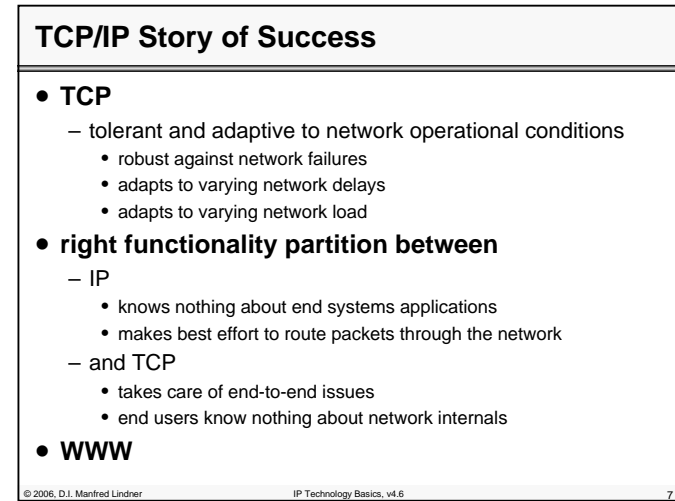 TCP/IP Story of Success
• TCP
– tolerant and adaptive to network operational conditions
• robust against network failures
• adapts to varying network delays
• adapts to varying network load
• right functionality partition between
– IP
• knows nothing about end systems applications
• makes best effort to route packets through the network
– and TCP
• takes care of end-to-end issues
• end users know nothing about network internals
• WWW
© 2006, D.I. Manfred Lindner IP Technology Basics, v4.6 7